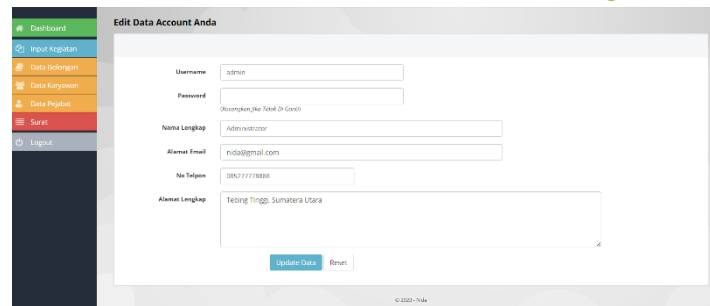 Edit Data Account Anda
Dashboard
Input Kegiatan
Data Golongan
Data Karyawan
Data Pejabat
Surat
Logout
Username admin
Password
(Kosongkan Jika Tidak Di Ganti)
Nama Lengkap Administrator
Alamat Email nida@gmail.com
No Telpon
Alamat Lengkap Tebing Tinggi, Sumatera Utara
Update Data Reset
© 2020 - Nida